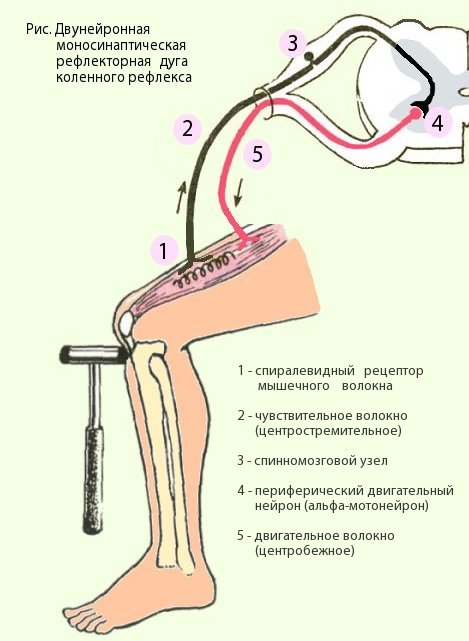 Рис. Двунейронная
моносинаптическая
рефлекторная дуга
коленного рефлекса
3
2
4
5
1
1 - спиралевидный рецептор
мышечного волокна
2 - чувствительное волокно
(центростремительное)
3 - спинномозговой узел
4 - периферический двигательный
нейрон (альфа-мотонейрон)
5 - двигательное волокно
(центробежное)